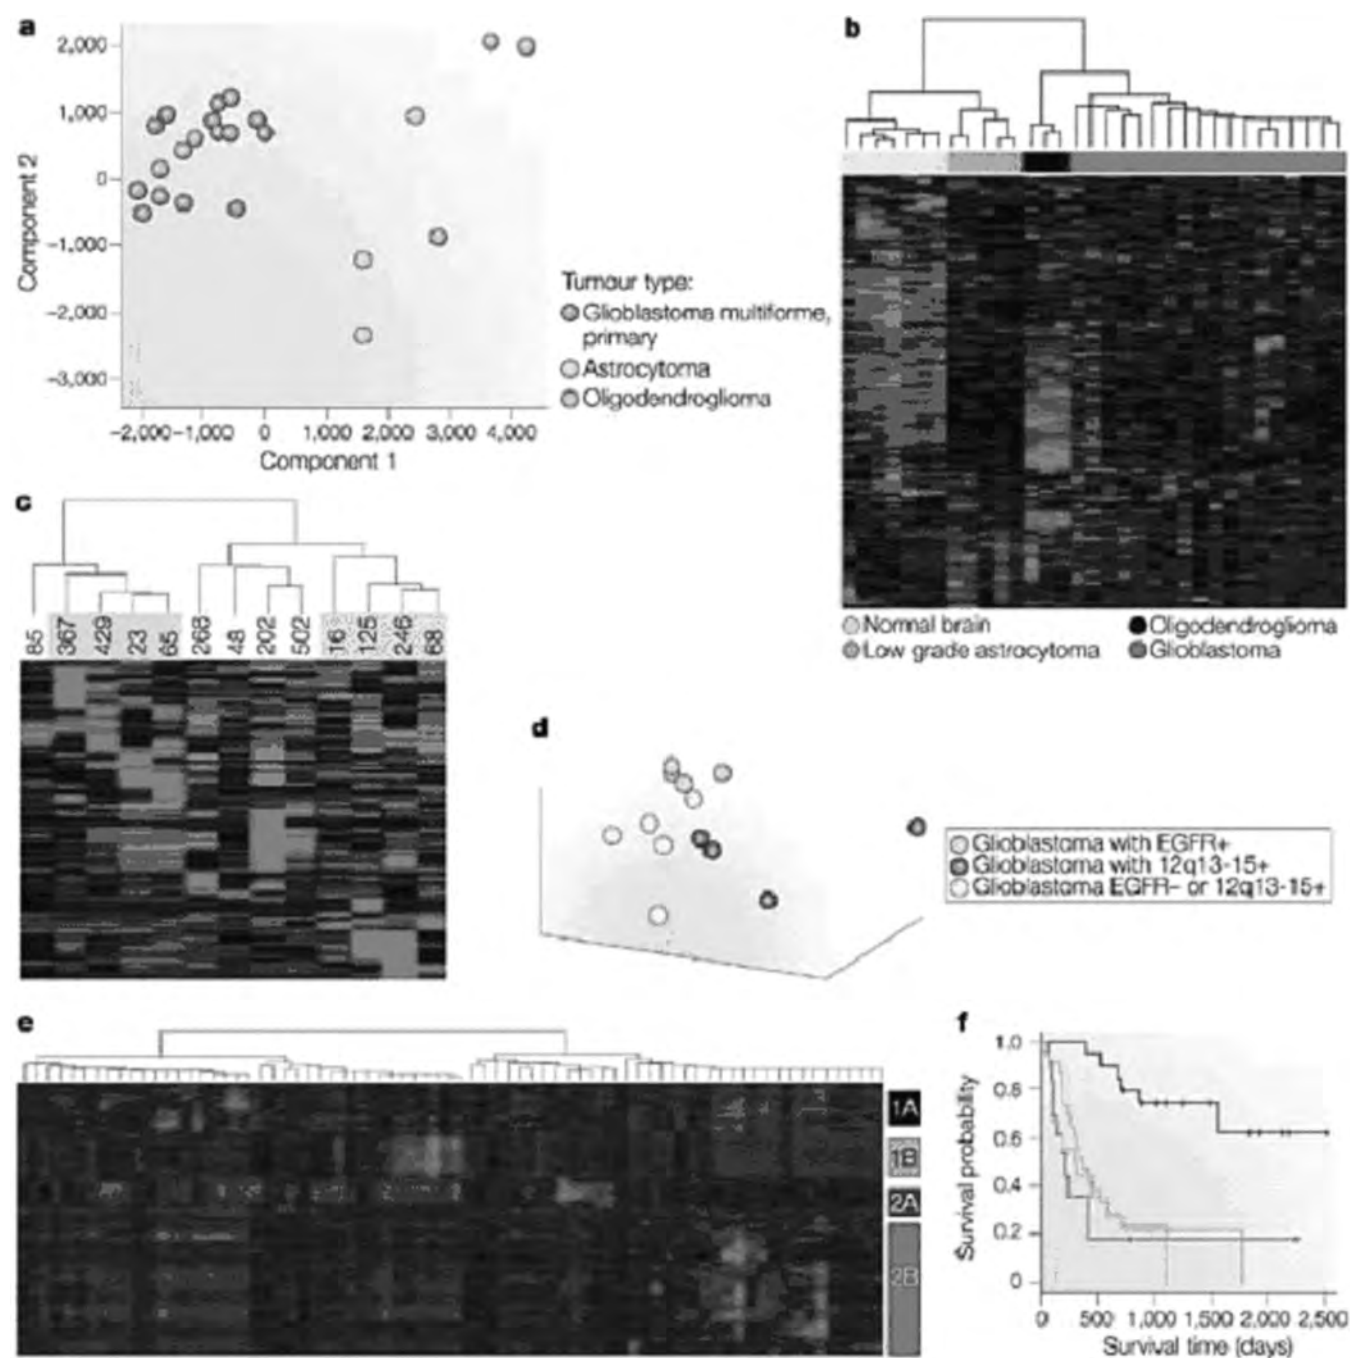 a
2,000
1,000
0
−1,000
−2,000
−3,000
Component 2
−2,000 −1,000 0 1,000 2,000 3,000 4,000
Component 1
Tumour type:
Glioblastoma multiforme,
primary
Astrocytoma
Oligodendroglioma
b
Normal brain
Low grade astrocytoma
Oligodendroglioma
Glioblastoma
c
85 367 429 23 65 268 48 202 502 16 125 246 68
d
Glioblastoma with EGFR+
Glioblastoma with 12q13-15+
Glioblastoma EGFR− or 12q13-15+
e
1A
1B
2A
2B
f
1.0
0.8
0.6
0.4
0.2
0
Survival probability
0 500 1,000 1,500 2,000 2,500
Survival time (days)